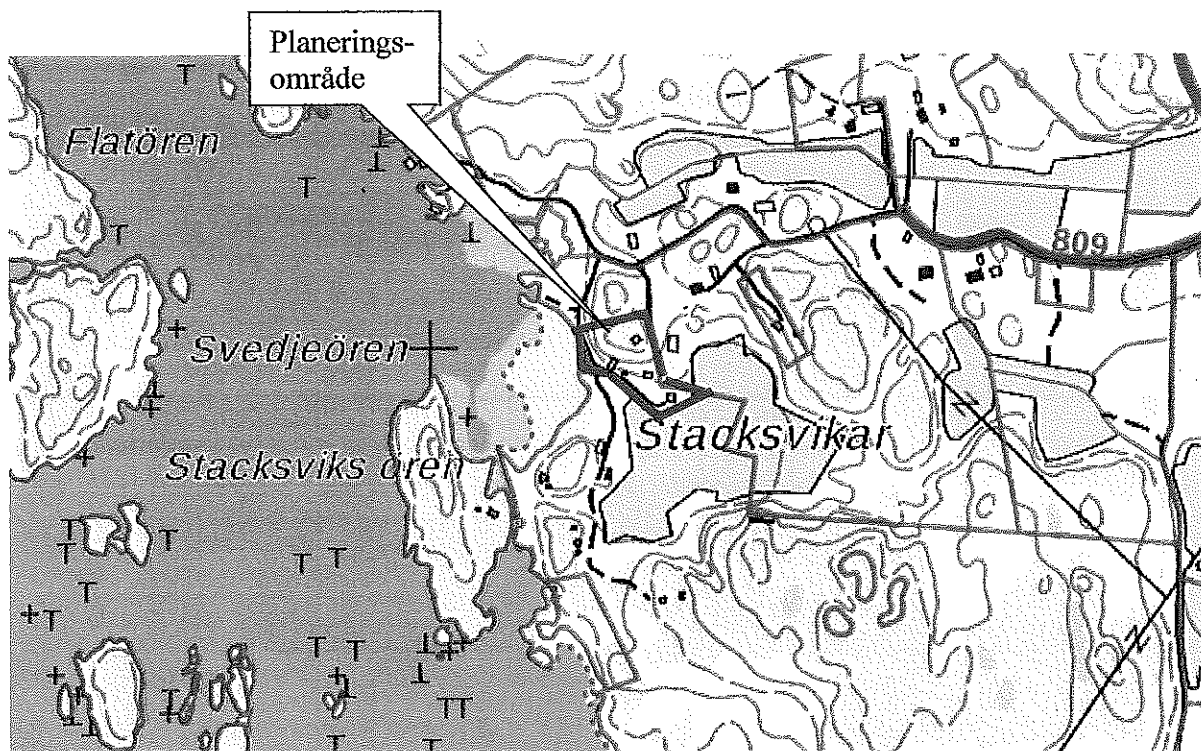 Planerings-
område
Flatören
809
Svedjeören
Stacksvikar
Stacksviks ören